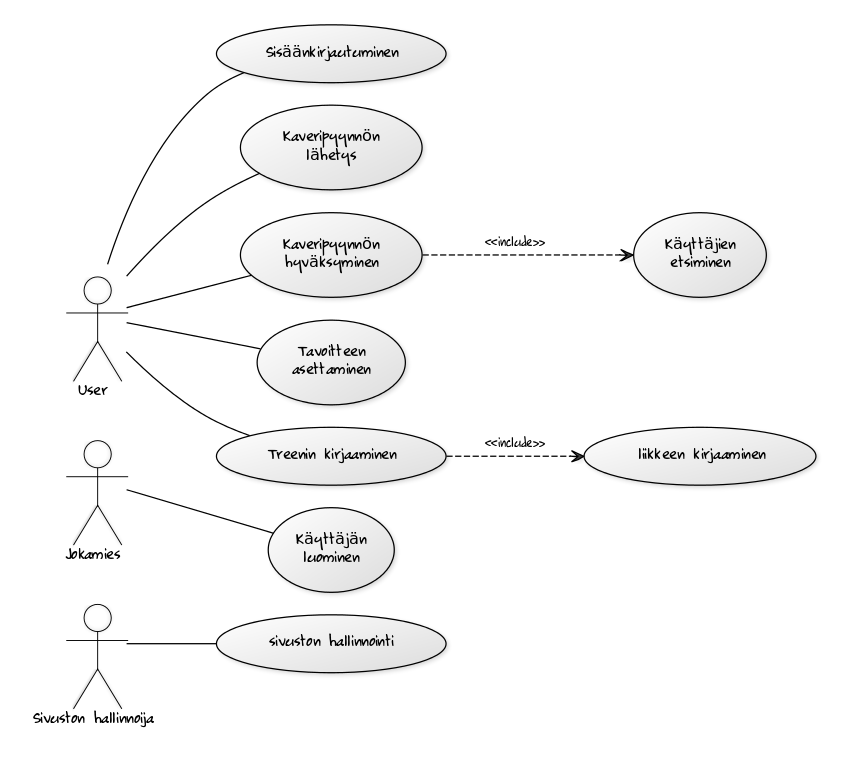 Sisäänkirjautuminen
Kaveripyynnön
lähetys
Kaveripyynnön
hyväksyminen
<<include>>
Käyttäjien
etsiminen
Tavoitteen
asettaminen
User
Treenin kirjaaminen
<<include>>
liikkeen kirjaaminen
Käyttäjän
luominen
Jokamies
sivuston hallinnointi
Sivuston hallinnoija